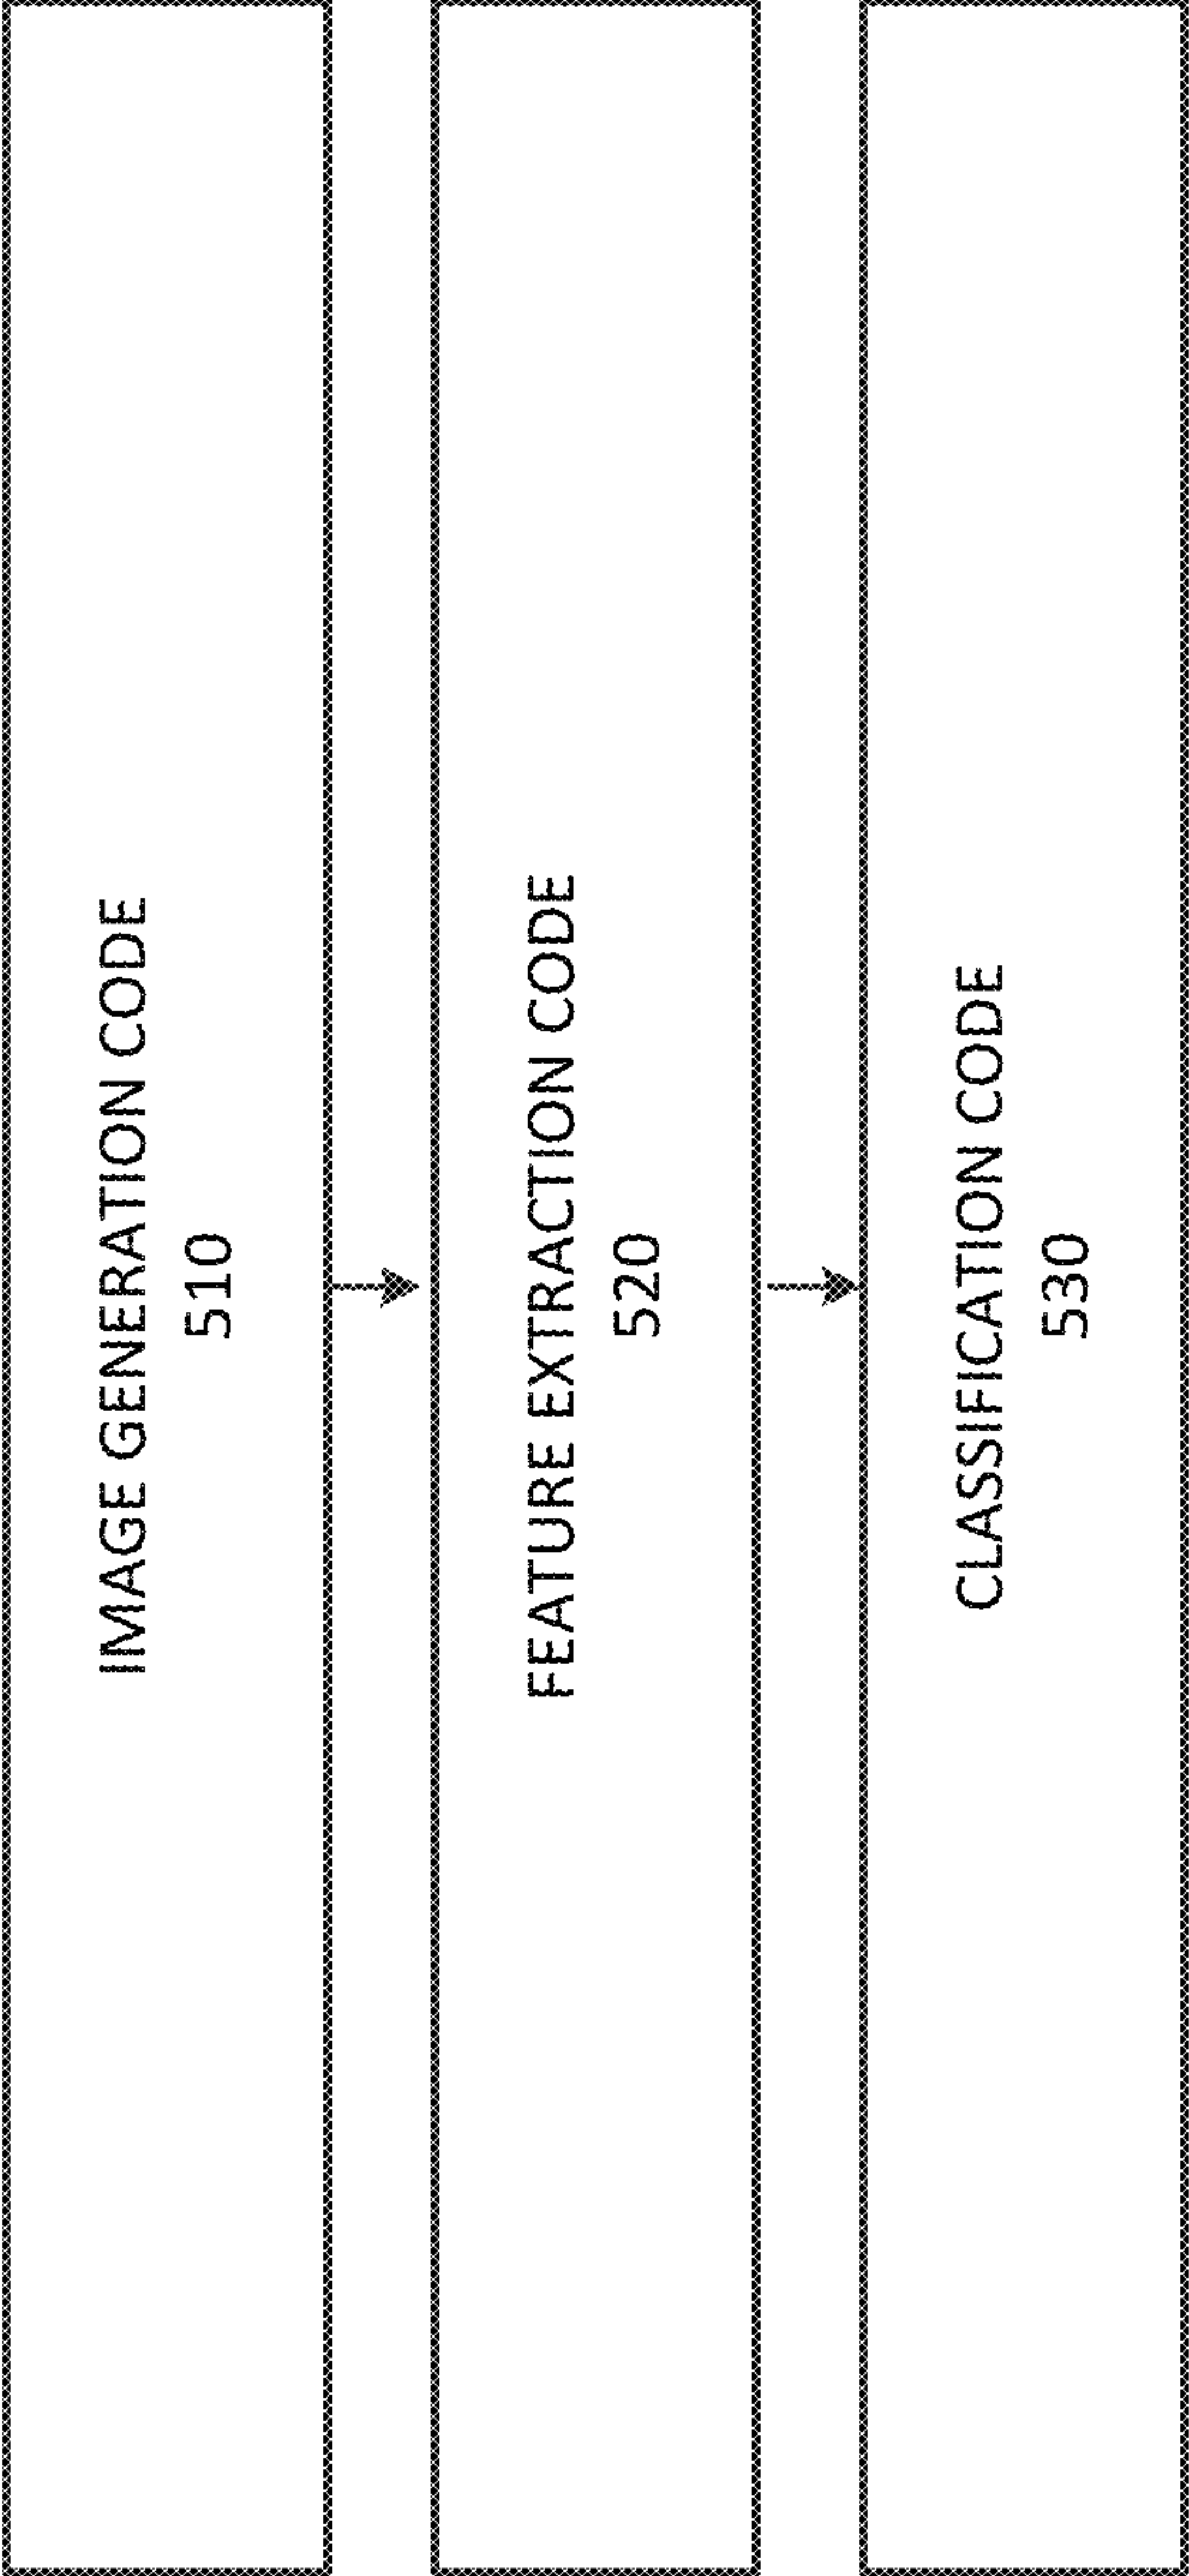 IMAGE GENERATION CODE
510
FEATURE EXTRACTION CODE
520
CLASSIFICATION CODE
530